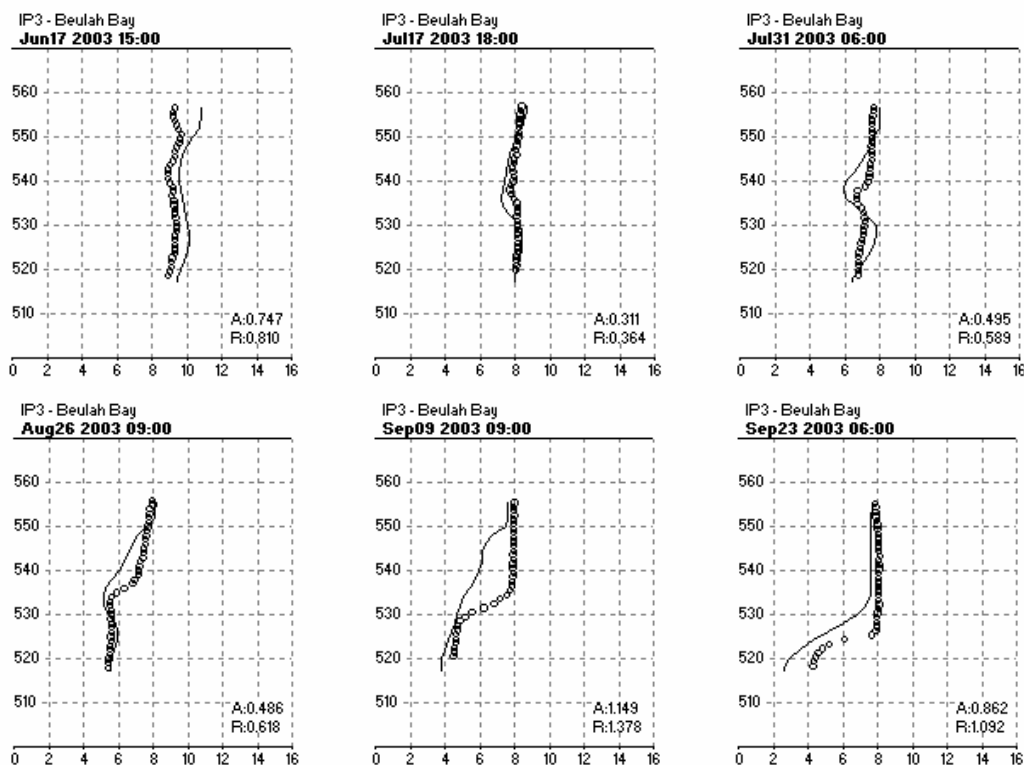 IP3 - Beulah Bay
Jun17 2003 15:00
560
550
540
530
520
510
A:0.747
R:0.810
0 2 4 6 8 10 12 14 16
IP3 - Beulah Bay
Jul17 2003 18:00
560
550
540
530
520
510
A:0.311
R:0.364
0 2 4 6 8 10 12 14 16
IP3 - Beulah Bay
Jul31 2003 06:00
560
550
540
530
520
510
A:0.495
R:0.589
0 2 4 6 8 10 12 14 16
IP3 - Beulah Bay
Aug26 2003 09:00
560
550
540
530
520
510
A:0.486
R:0.618
0 2 4 6 8 10 12 14 16
IP3 - Beulah Bay
Sep09 2003 09:00
560
550
540
530
520
510
A:1.149
R:1.378
0 2 4 6 8 10 12 14 16
IP3 - Beulah Bay
Sep23 2003 06:00
560
550
540
530
520
510
A:0.862
R:1.092
0 2 4 6 8 10 12 14 16